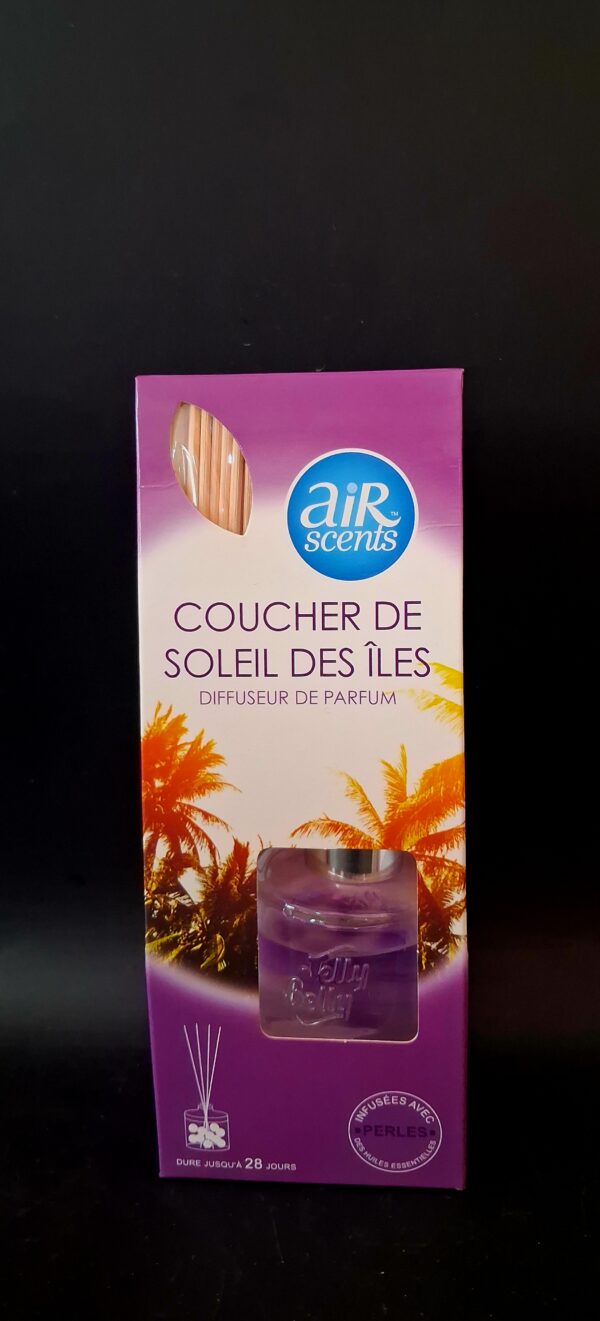 aiR™
scents
COUCHER DE
SOLEIL DES ÎLES
DIFFUSEUR DE PARFUM
Jelly
Belly
DURE JUSQU'À 28 JOURS
INFUSÉES AVEC
PERLES
DES HUILES ESSENTIELLES